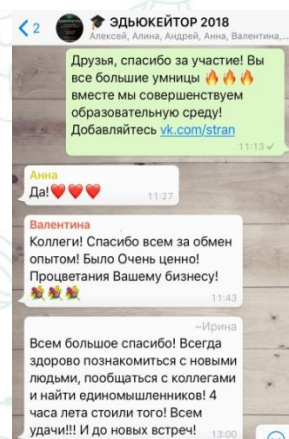 2
🎓 ЭДЬЮКЕЙТОР 2018
Алексей, Алина, Андрей, Анна, Валентина,...
Друзья, спасибо за участие! Вы
все большие умницы 🔥🔥🔥
вместе мы совершенствуем
образовательную среду!
Добавляйтесь vk.com/stran
11:13 ✓
Анна
Да!❤❤❤
11:27
Валентина
Коллеги! Спасибо всем за обмен
опытом! Было Очень ценно!
Процветания Вашему бизнесу!
💐💐💐
11:43
~Ирина
Всем большое спасибо! Всегда
здорово познакомиться с новыми
людьми, пообщаться с коллегами
и найти единомышленников! 4
часа лета стоили того! Всем
удачи!!! И до новых встреч!
13:00